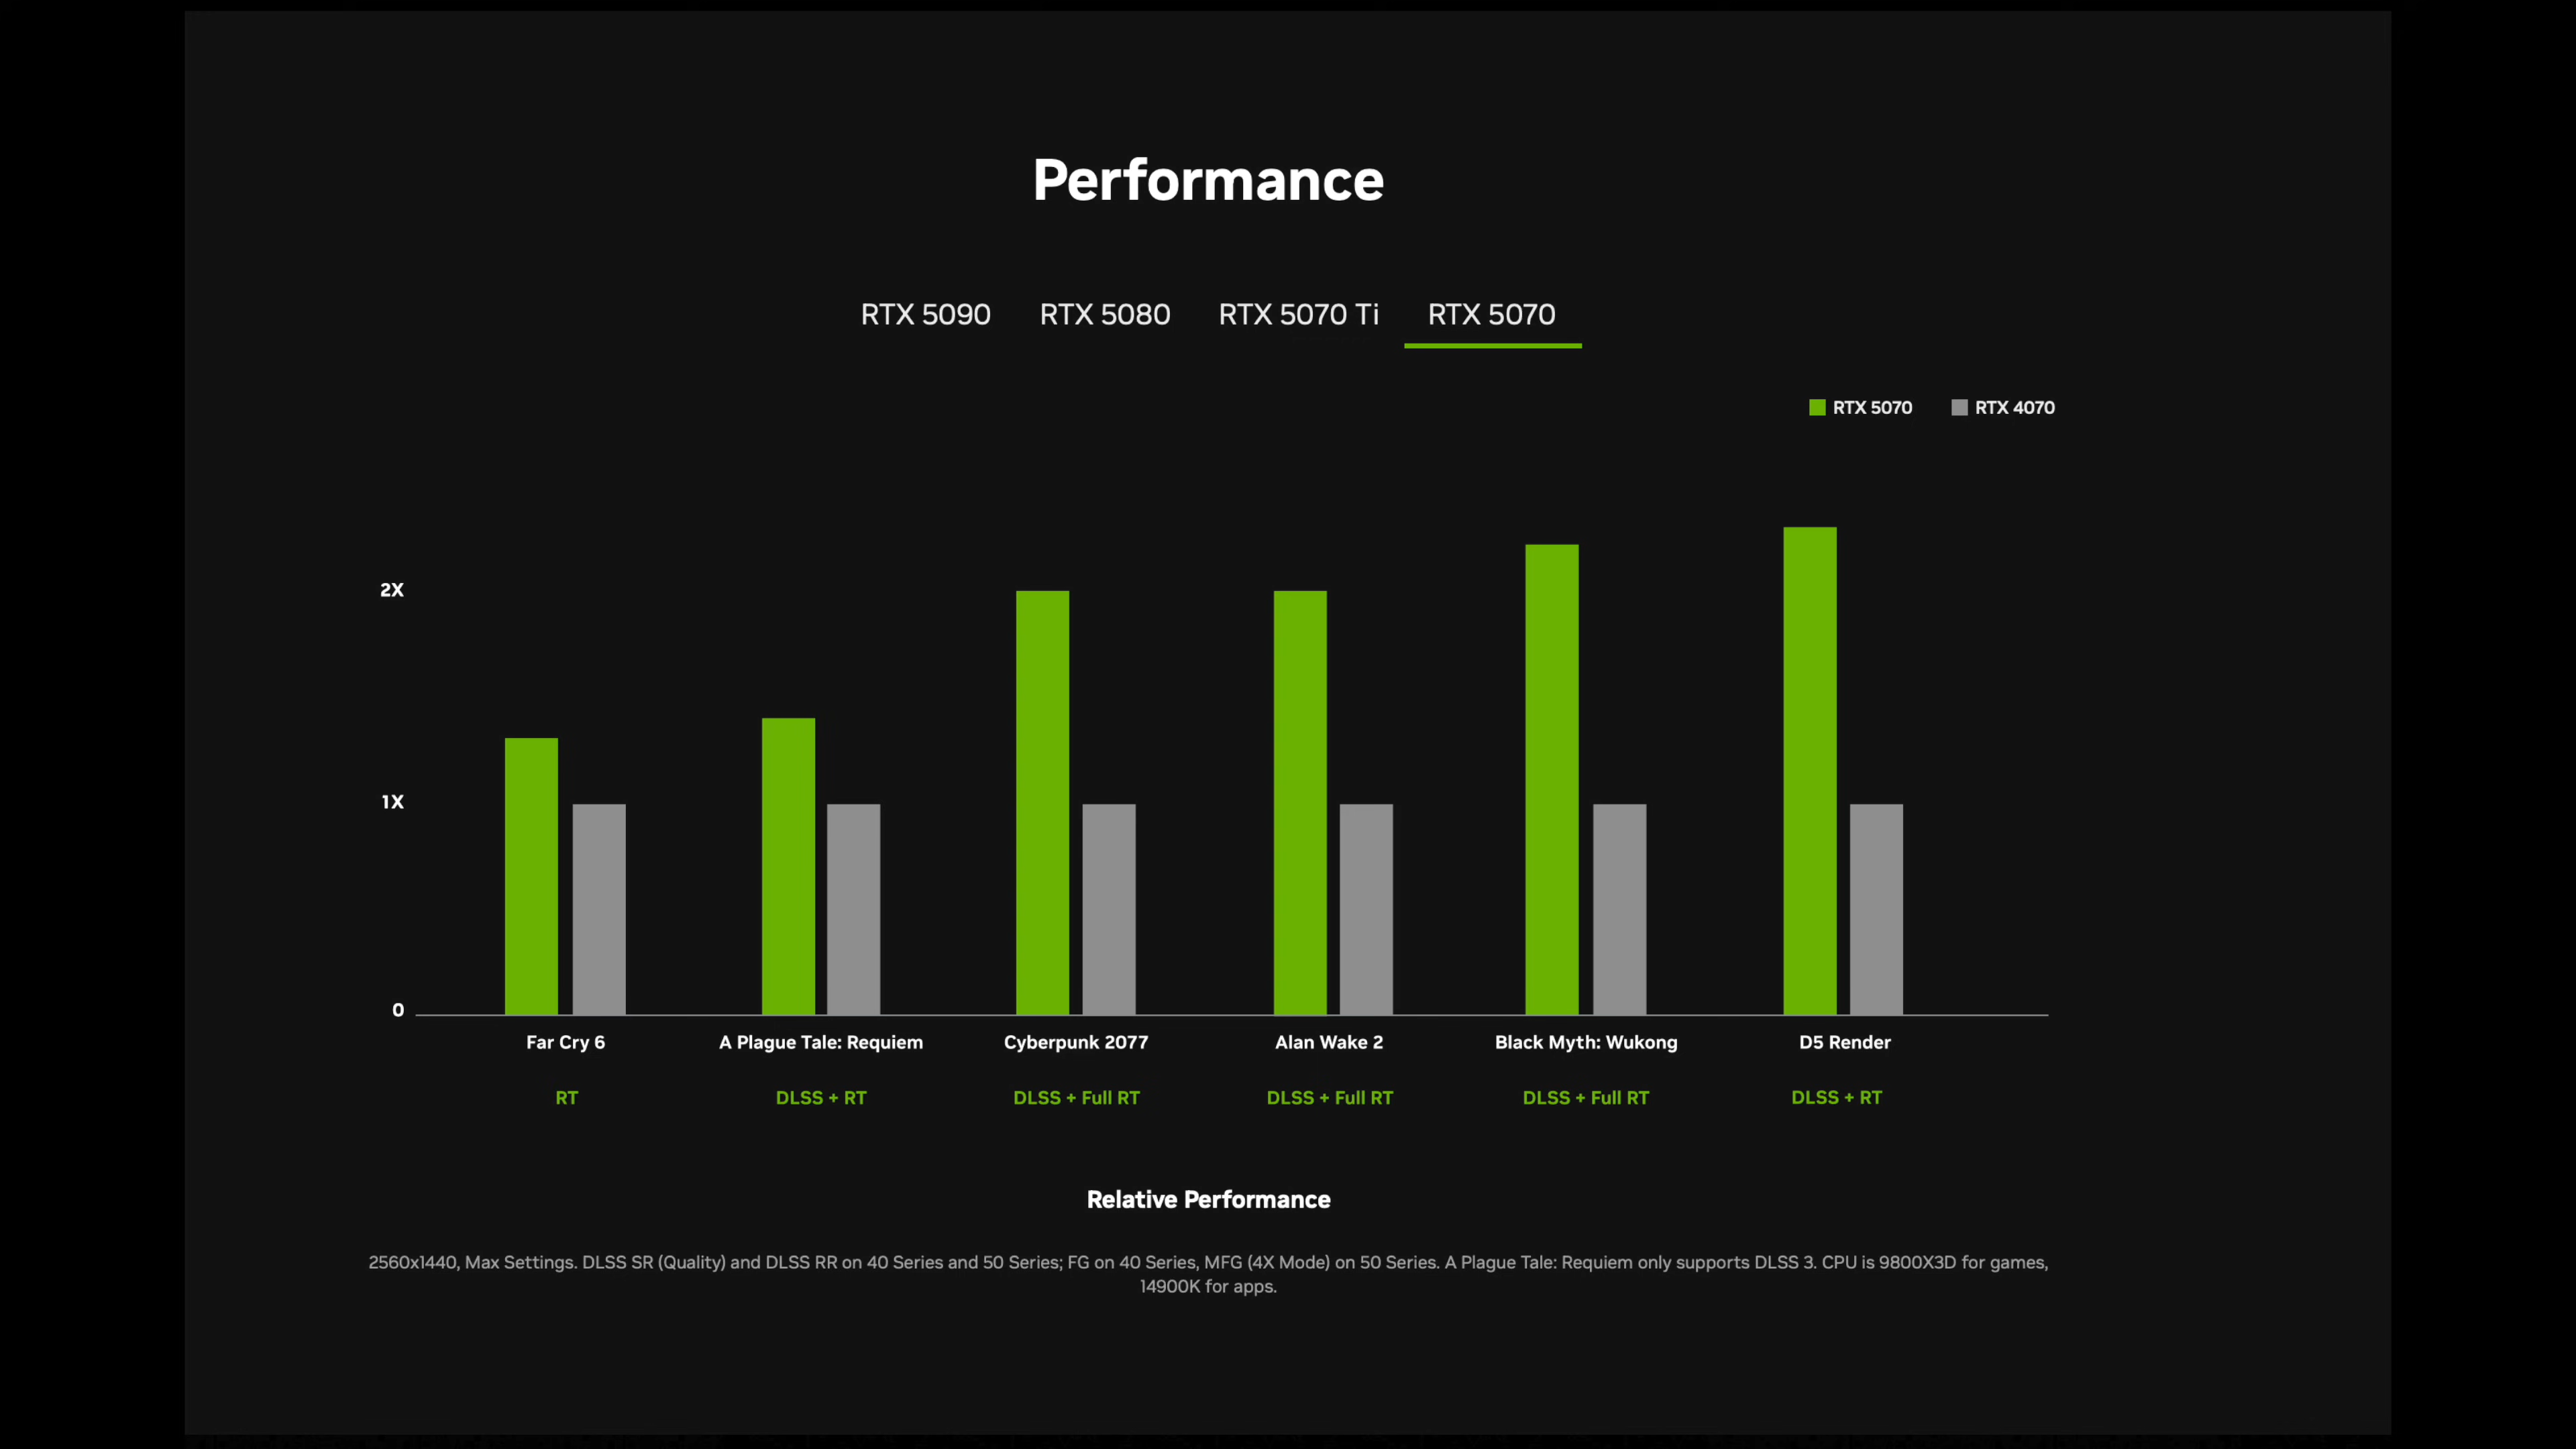 Performance
RTX 5090 RTX 5080 RTX 5070 Ti RTX 5070
RTX 5070 RTX 4070
2X
1X
0
Far Cry 6 A Plague Tale: Requiem Cyberpunk 2077 Alan Wake 2 Black Myth: Wukong D5 Render
RT DLSS + RT DLSS + Full RT DLSS + Full RT DLSS + Full RT DLSS + RT
Relative Performance
2560x1440, Max Settings. DLSS SR (Quality) and DLSS RR on 40 Series and 50 Series; FG on 40 Series, MFG (4X Mode) on 50 Series. A Plague Tale: Requiem only supports DLSS 3. CPU is 9800X3D for games,
14900K for apps.